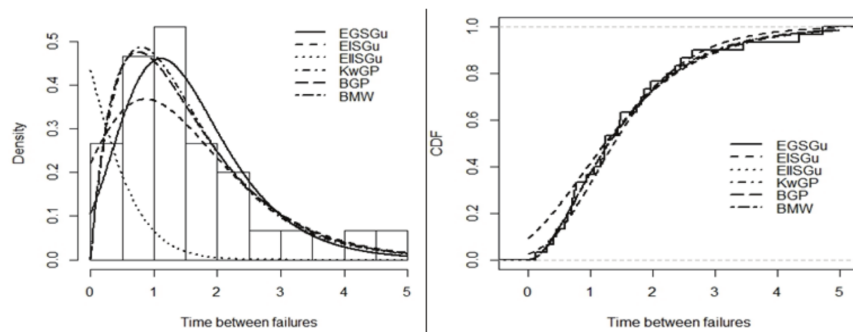 EGSGu
EISGu
EIISGu
KwGP
BGP
BMW
Density
0.0 0.1 0.2 0.3 0.4 0.5
0 1 2 3 4 5
Time between failures
EGSGu
EISGu
EIISGu
KwGP
BGP
BMW
CDF
0.0 0.2 0.4 0.6 0.8 1.0
0 1 2 3 4 5
Time between failures